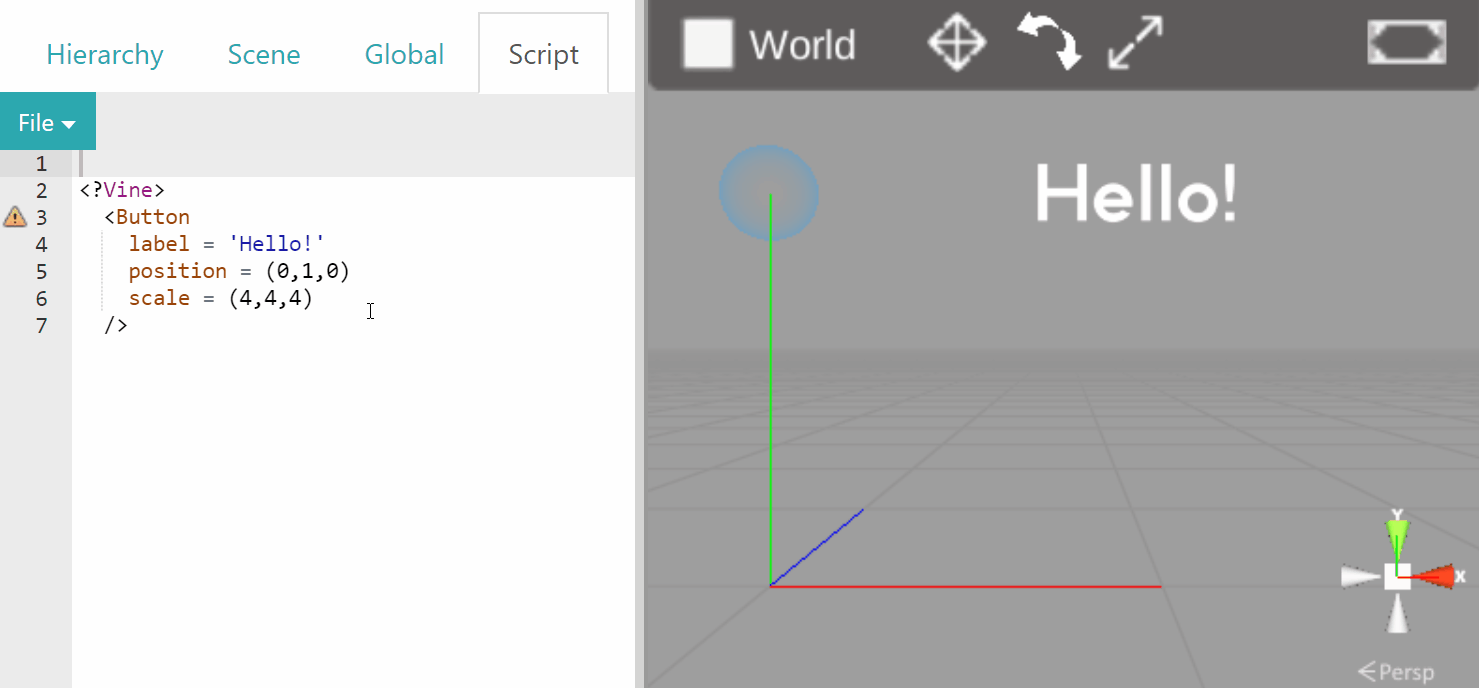 Hierarchy Scene Global Script
File
1
2 <?Vine>
3 <Button
4 label = 'Hello!'
5 position = (0,1,0)
6 scale = (4,4,4)
7 />
World
Hello!
Y
X
Persp